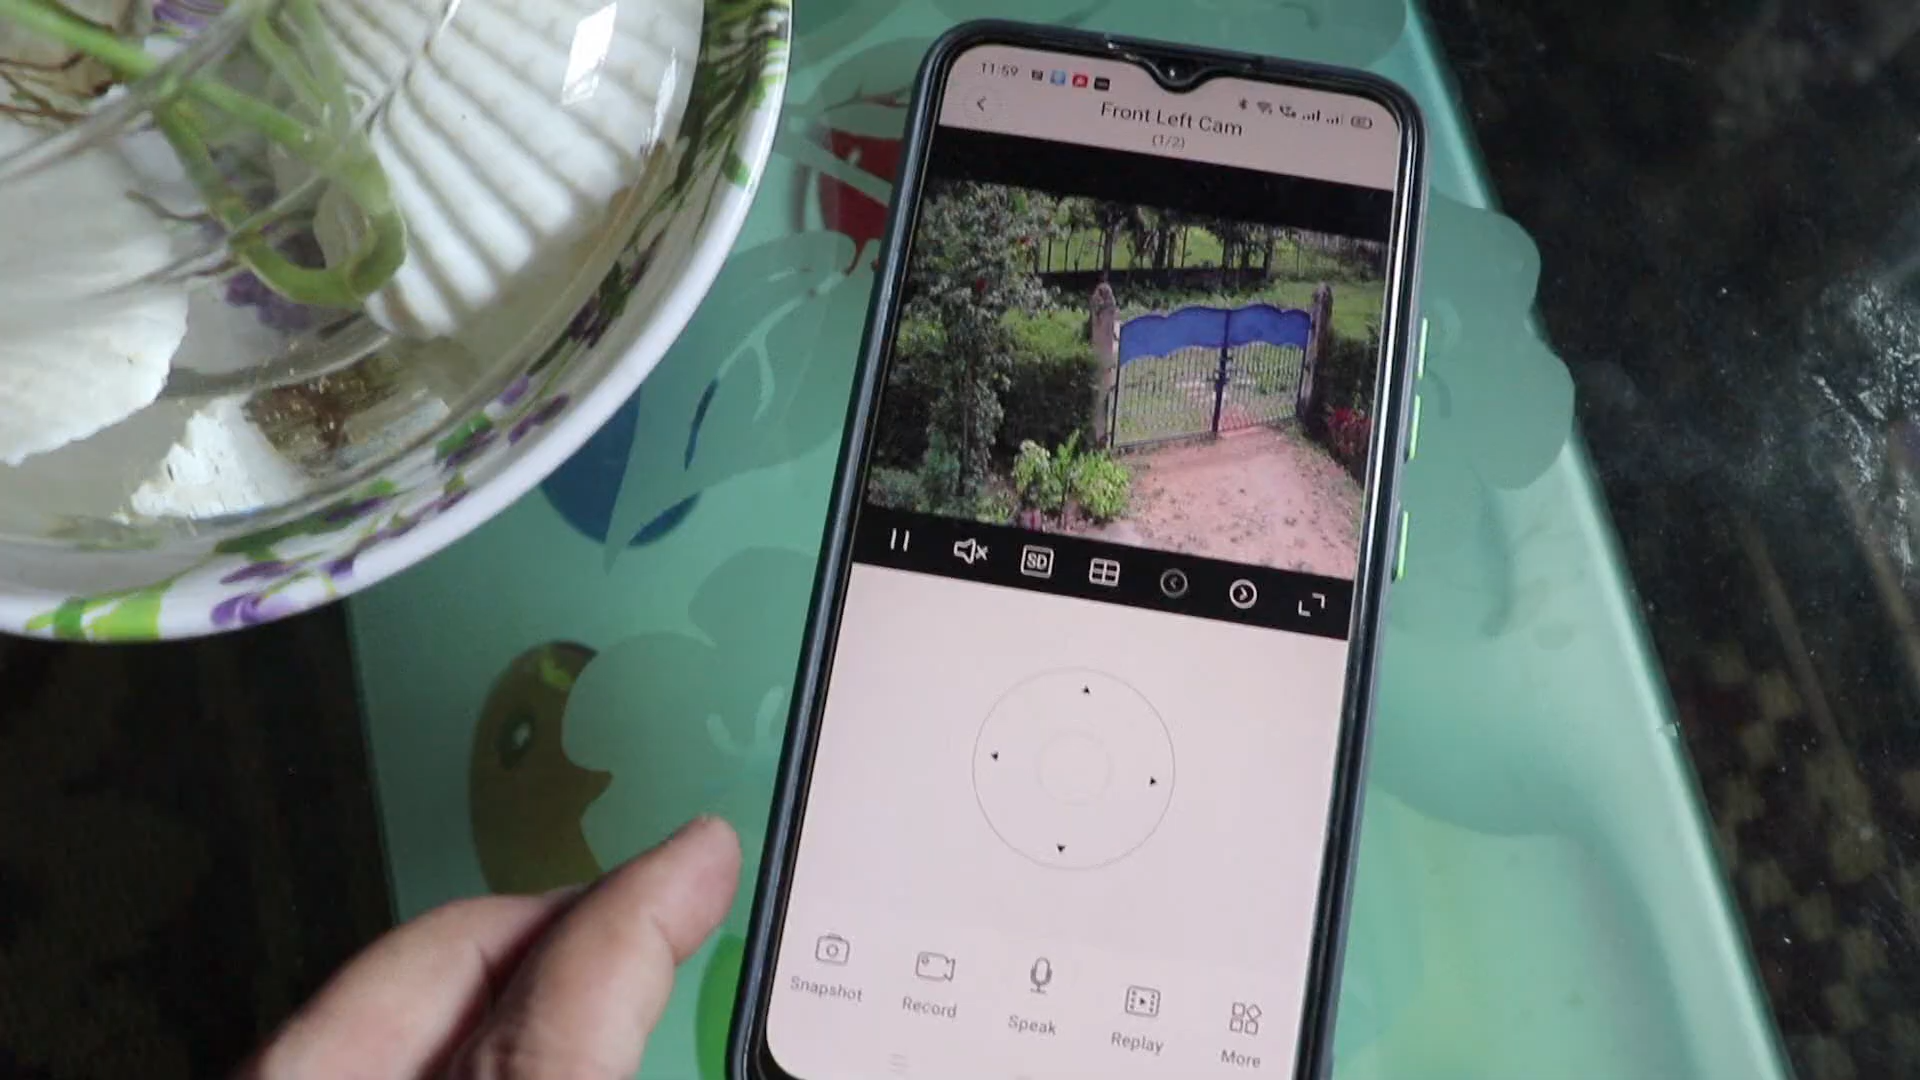 11:59
Front Left Cam
(1/2)
SD
Snapshot
Record
Speak
Replay
More